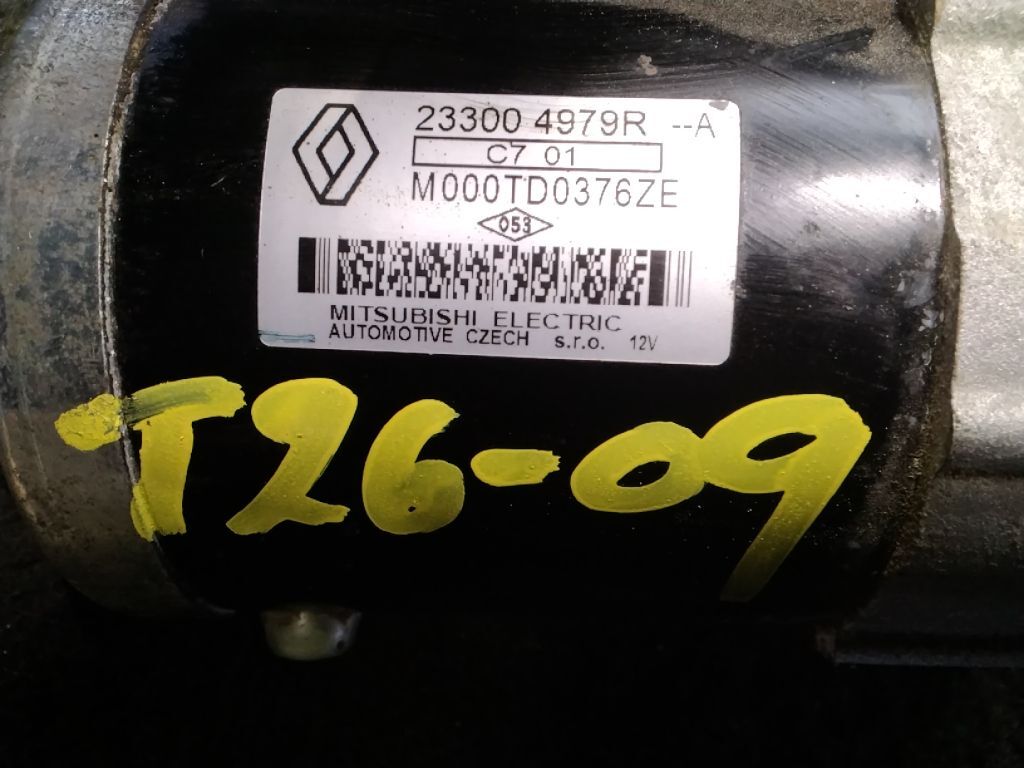 23300 4979R --A
C7 01
M000TD0376ZE
053
MITSUBISHI ELECTRIC
AUTOMOTIVE CZECH s.r.o. 12V
T26-09